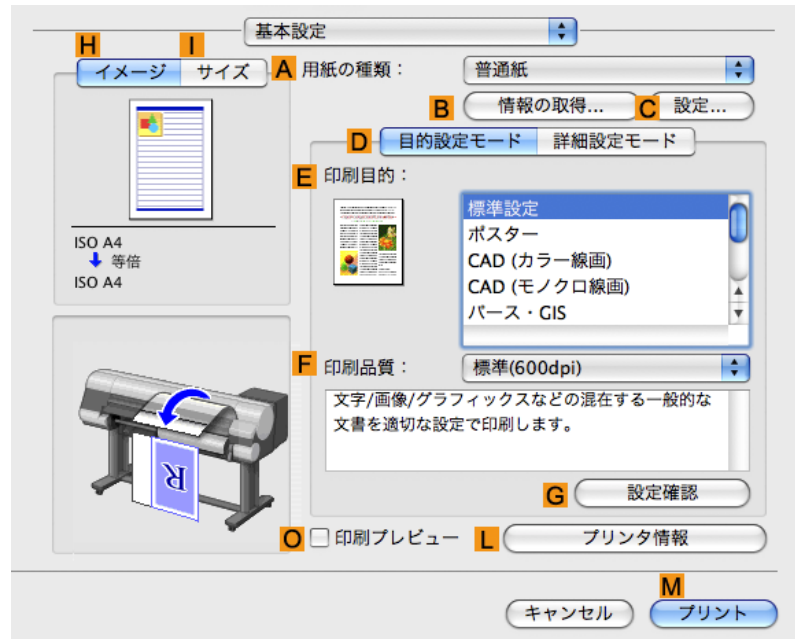 基本設定
H I
イメージ サイズ
A 用紙の種類： 普通紙
B 情報の取得... C 設定...
D 目的設定モード 詳細設定モード
E 印刷目的：
標準設定
ポスター
CAD (カラー線画)
CAD (モノクロ線画)
パース・GIS
ISO A4
等倍
ISO A4
F 印刷品質： 標準(600dpi)
文字/画像/グラフィックスなどの混在する一般的な
文書を適切な設定で印刷します。
R
G 設定確認
O 印刷プレビュー L プリンタ情報
M
キャンセル プリント